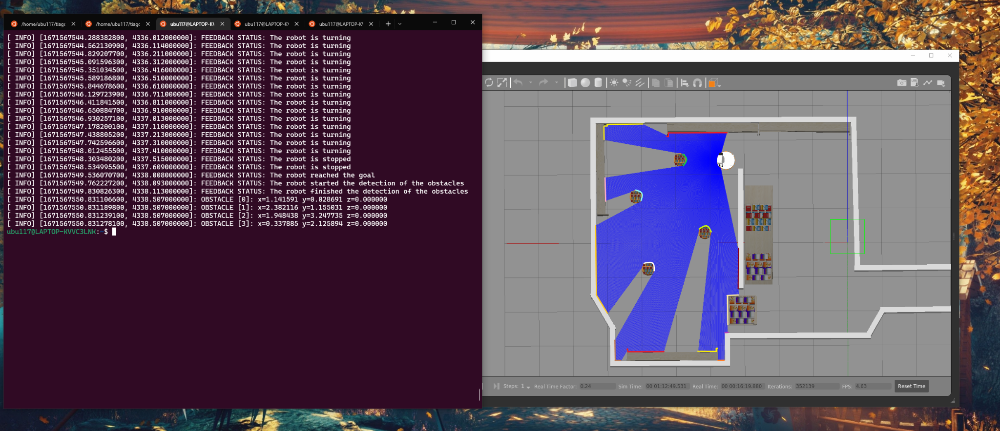 /home/ubu117/tiagc
/home/ubu117/tiagc
ubu117@LAPTOP-KV
ubu117@LAPTOP-KV
ubu117@LAPTOP-KV
[ INFO] [1671567544.288382800, 4336.012000000]: FEEDBACK STATUS: The robot is turning
[ INFO] [1671567544.562130900, 4336.114000000]: FEEDBACK STATUS: The robot is turning
[ INFO] [1671567544.829207700, 4336.211000000]: FEEDBACK STATUS: The robot is turning
[ INFO] [1671567545.091596300, 4336.312000000]: FEEDBACK STATUS: The robot is turning
[ INFO] [1671567545.351034500, 4336.416000000]: FEEDBACK STATUS: The robot is turning
[ INFO] [1671567545.589186800, 4336.510000000]: FEEDBACK STATUS: The robot is turning
[ INFO] [1671567545.844678600, 4336.610000000]: FEEDBACK STATUS: The robot is turning
[ INFO] [1671567546.129723900, 4336.711000000]: FEEDBACK STATUS: The robot is turning
[ INFO] [1671567546.411841500, 4336.811000000]: FEEDBACK STATUS: The robot is turning
[ INFO] [1671567546.650884700, 4336.910000000]: FEEDBACK STATUS: The robot is turning
[ INFO] [1671567546.930257100, 4337.013000000]: FEEDBACK STATUS: The robot is turning
[ INFO] [1671567547.178200100, 4337.110000000]: FEEDBACK STATUS: The robot is turning
[ INFO] [1671567547.438805200, 4337.213000000]: FEEDBACK STATUS: The robot is turning
[ INFO] [1671567547.742596600, 4337.310000000]: FEEDBACK STATUS: The robot is turning
[ INFO] [1671567548.012455500, 4337.410000000]: FEEDBACK STATUS: The robot is turning
[ INFO] [1671567548.303480200, 4337.515000000]: FEEDBACK STATUS: The robot is stopped
[ INFO] [1671567548.534995500, 4337.609000000]: FEEDBACK STATUS: The robot is stopped
[ INFO] [1671567549.536070700, 4338.008000000]: FEEDBACK STATUS: The robot reached the goal
[ INFO] [1671567549.762227200, 4338.093000000]: FEEDBACK STATUS: The robot started the detection of the obstacles
[ INFO] [1671567549.830826300, 4338.113000000]: FEEDBACK STATUS: The robot finished the detection of the obstacles
[ INFO] [1671567550.831106600, 4338.507000000]: OBSTACLE [0]: x=1.141591 y=0.028691 z=0.000000
[ INFO] [1671567550.831189800, 4338.507000000]: OBSTACLE [1]: x=2.382116 y=1.155031 z=0.000000
[ INFO] [1671567550.831239100, 4338.507000000]: OBSTACLE [2]: x=1.948438 y=3.247735 z=0.000000
[ INFO] [1671567550.831278100, 4338.507000000]: OBSTACLE [3]: x=0.337885 y=2.125894 z=0.000000
ubu117@LAPTOP-KVVC3LNK:~$
LOG
Steps: 1 Real Time Factor: 0.24 Sim Time: 00 01:12:49.531 Real Time: 00 00:16:19.880 Iterations: 352139 FPS: 4.63 Reset Time